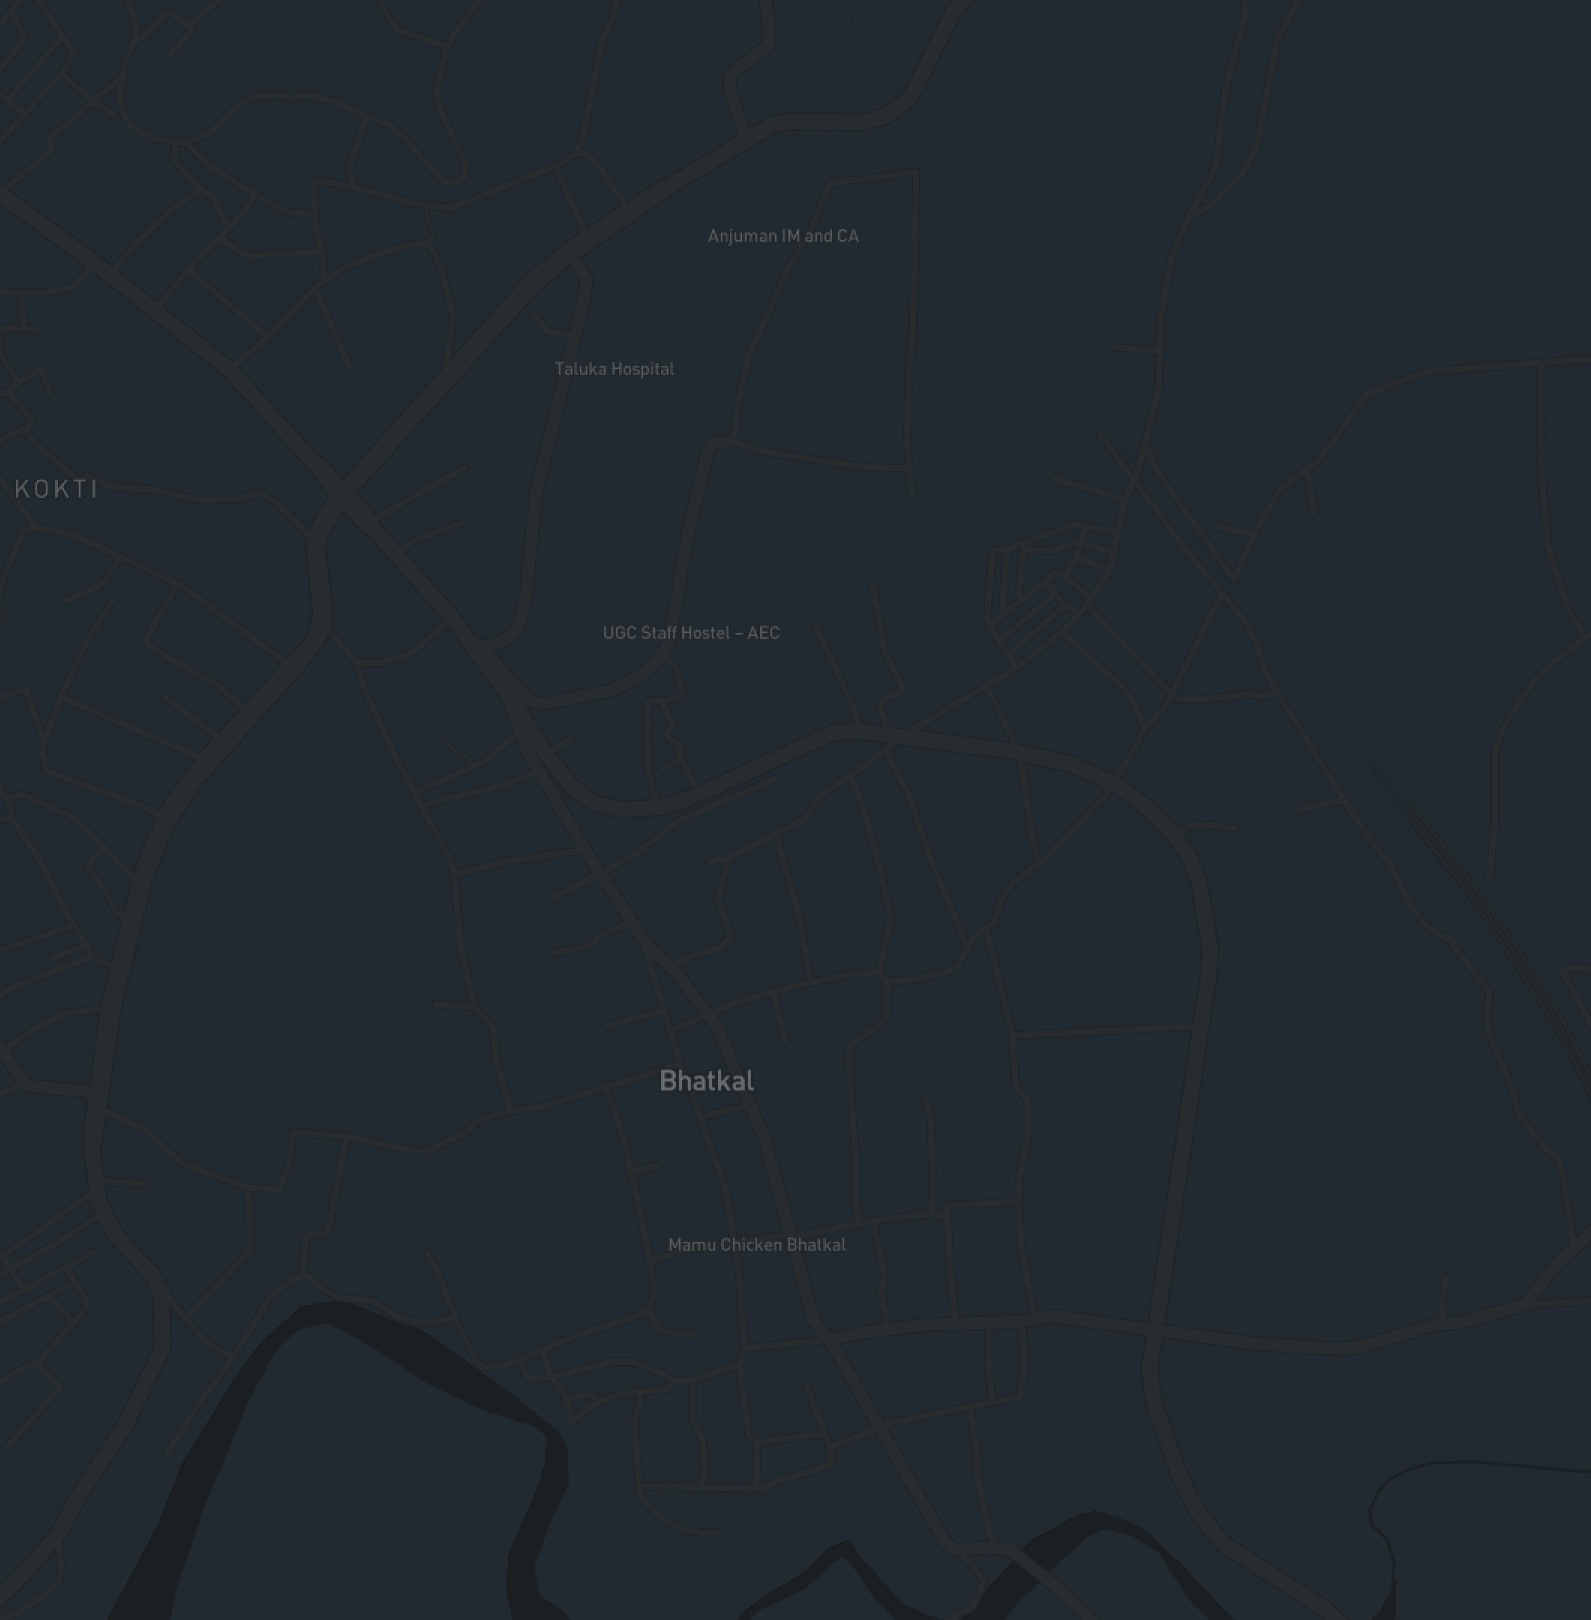 Anjuman IM and CA
Taluka Hospital
KOKTI
UGC Staff Hostel – AEC
Bhatkal
Mamu Chicken Bhatkal